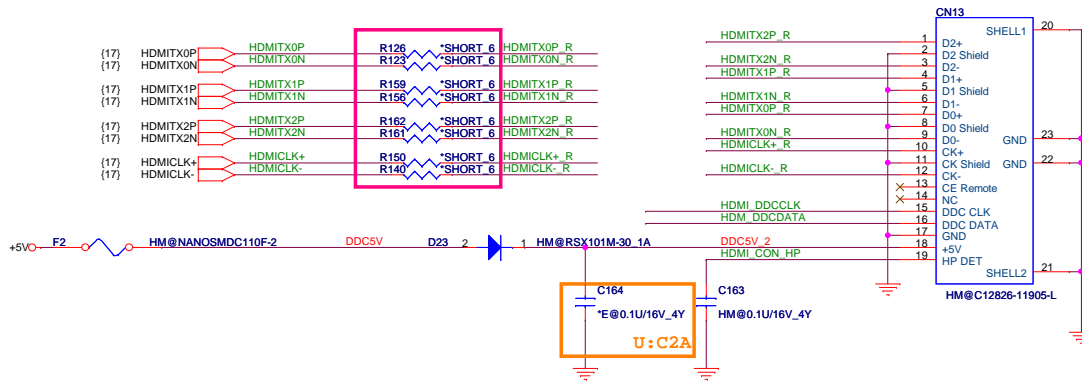 CN13
SHELL1 20
{17} HDMITX0P HDMITX0P R126 *SHORT_6 HDMITX0P_R
{17} HDMITX0N HDMITX0N R123 *SHORT_6 HDMITX0N_R
{17} HDMITX1P HDMITX1P R159 *SHORT_6 HDMITX1P_R
{17} HDMITX1N HDMITX1N R156 *SHORT_6 HDMITX1N_R
{17} HDMITX2P HDMITX2P R162 *SHORT_6 HDMITX2P_R
{17} HDMITX2N HDMITX2N R161 *SHORT_6 HDMITX2N_R
{17} HDMICLK+ HDMICLK+ R150 *SHORT_6 HDMICLK+_R
{17} HDMICLK- HDMICLK- R140 *SHORT_6 HDMICLK-_R
HDMITX2P_R 1 D2+
2 D2 Shield
HDMITX2N_R 3 D2-
HDMITX1P_R 4 D1+
5 D1 Shield
HDMITX1N_R 6 D1-
HDMITX0P_R 7 D0+
8 D0 Shield
HDMITX0N_R 9 D0- GND 23
HDMICLK+_R 10 CK+
11 CK Shield GND 22
HDMICLK-_R 12 CK-
13 CE Remote
14 NC
HDMI_DDCCLK 15 DDC CLK
HDM_DDCDATA 16 DDC DATA
17 GND
+5V F2 HM@NANOSMDC110F-2 DDC5V D23 2 1 HM@RSX101M-30_1A DDC5V_2 18 +5V
HDMI_CON_HP 19 HP DET
SHELL2 21
HM@C12826-11905-L
C164
*E@0.1U/16V_4Y
U:C2A
C163
HM@0.1U/16V_4Y